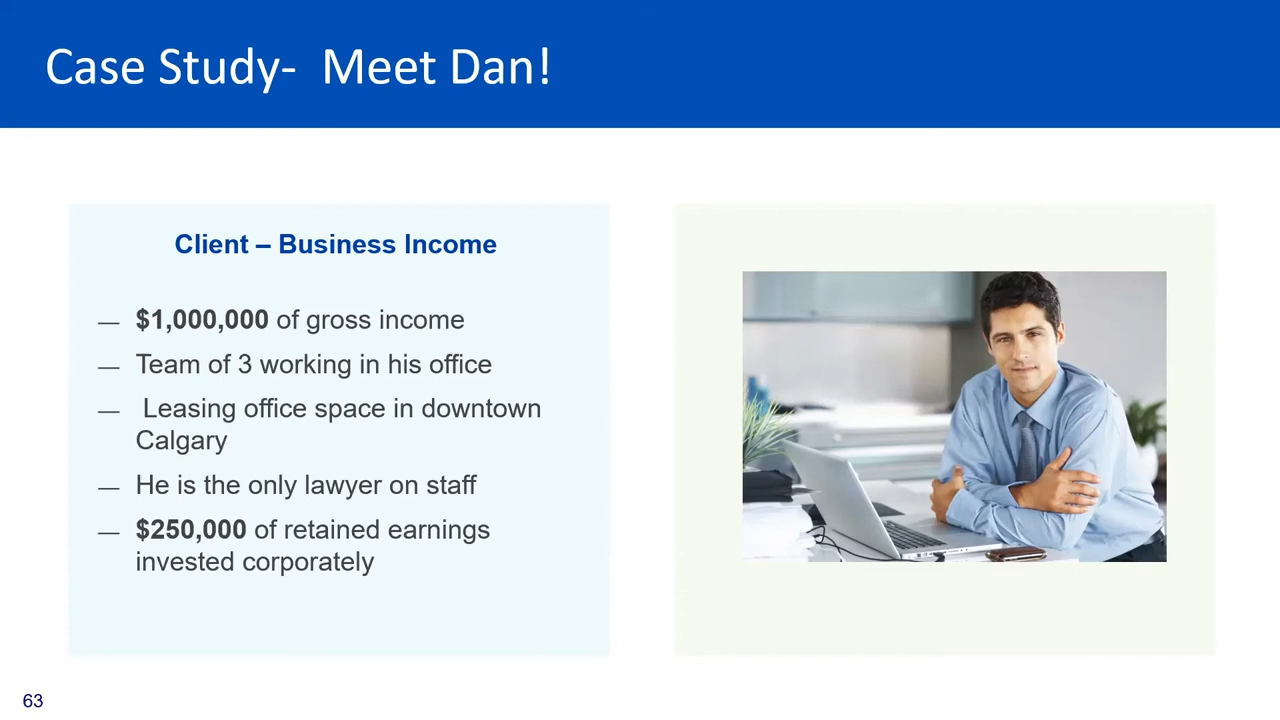 Case Study-  Meet Dan!
Client – Business Income
— $1,000,000 of gross income
— Team of 3 working in his office
— Leasing office space in downtown
Calgary
— He is the only lawyer on staff
— $250,000 of retained earnings
invested corporately
63